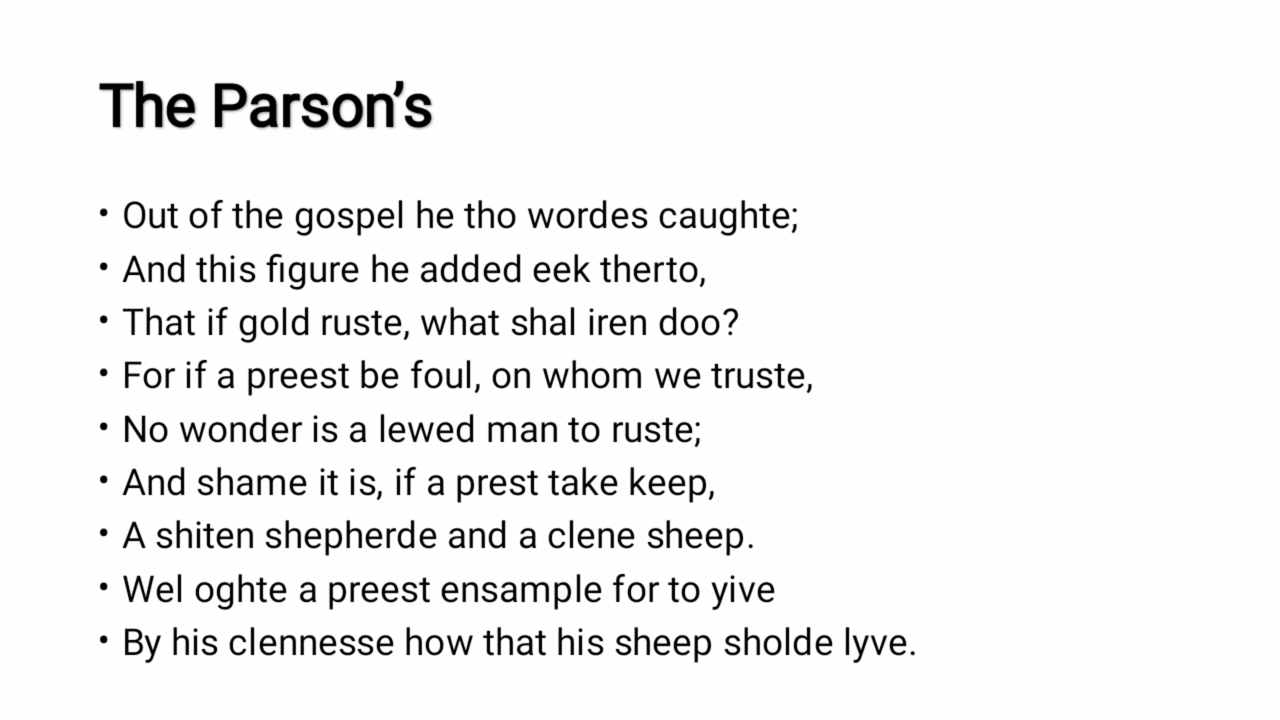 The Parson’s
• Out of the gospel he tho wordes caughte;
• And this figure he added eek therto,
• That if gold ruste, what shal iren doo?
• For if a preest be foul, on whom we truste,
• No wonder is a lewed man to ruste;
• And shame it is, if a prest take keep,
• A shiten shepherde and a clene sheep.
• Wel oghte a preest ensample for to yive
• By his clennesse how that his sheep sholde lyve.